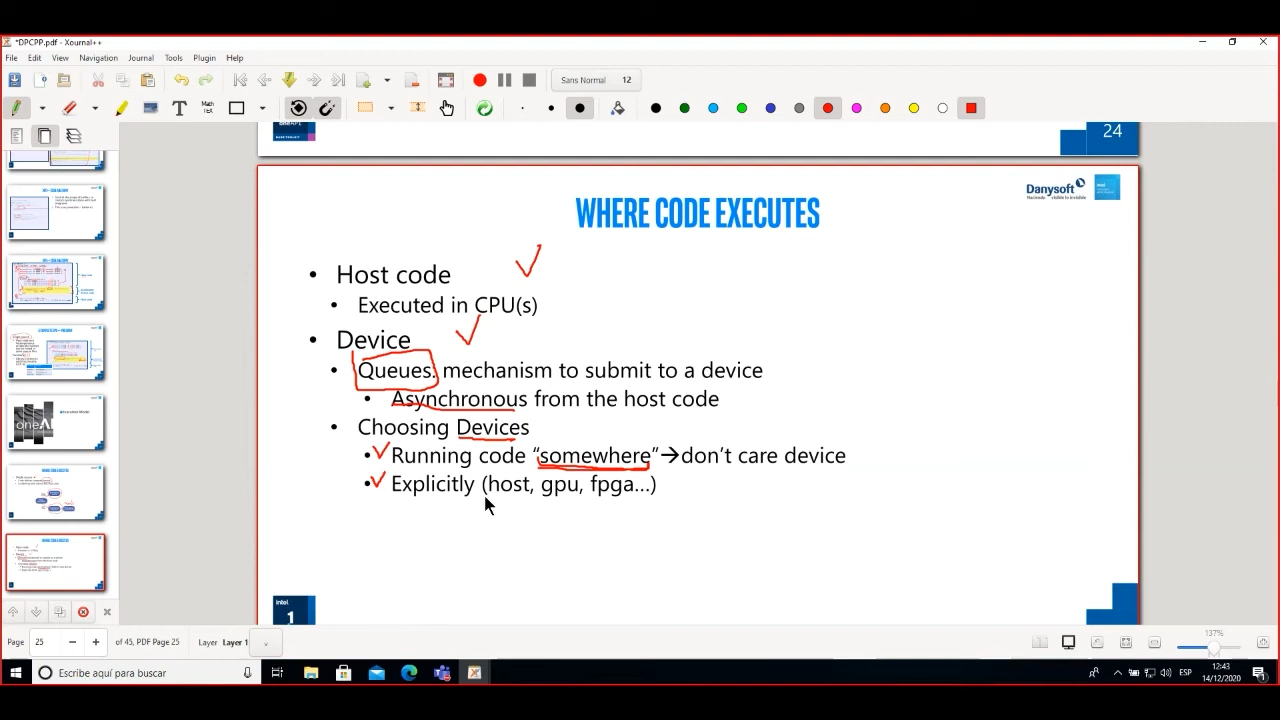 *DPCPP.pdf - Xournal++
File Edit View Navigation Journal Tools Plugin Help
Sans Normal 12
24
Danysoft
WHERE CODE EXECUTES
• Host code
• Executed in CPU(s)
• Device
• Queues: mechanism to submit to a device
• Asynchronous from the host code
• Choosing Devices
• Running code “somewhere”→don’t care device
• Explicitly (host, gpu, fpga…)
intel
1
Page 25 of 45, PDF Page 25 Layer Layer 1
137%
Escribe aquí para buscar
ESP
12:43
14/12/2020